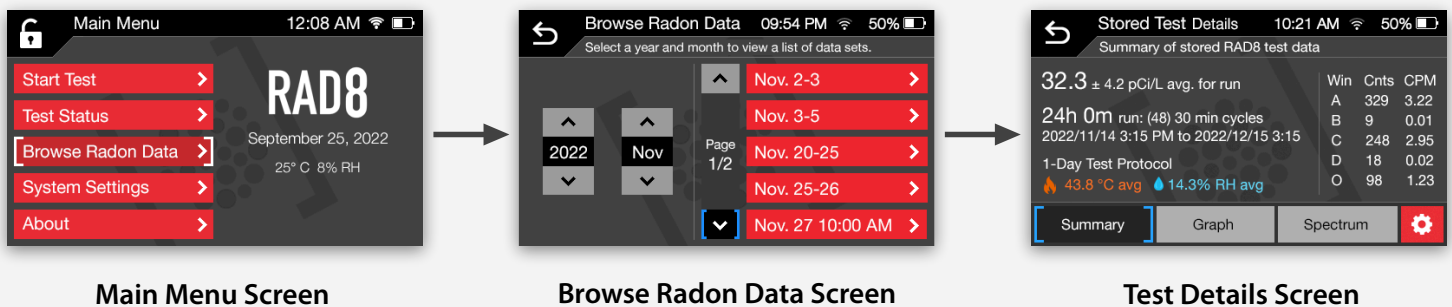 Main Menu 12:08 AM
Start Test
Test Status
Browse Radon Data
System Settings
About
RAD8
September 25, 2022
25° C 8% RH
Main Menu Screen
Browse Radon Data 09:54 PM 50%
Select a year and month to view a list of data sets.
2022 Nov
Page
1/2
Nov. 2-3
Nov. 3-5
Nov. 20-25
Nov. 25-26
Nov. 27 10:00 AM
Browse Radon Data Screen
Stored Test Details 10:21 AM 50%
Summary of stored RAD8 test data
32.3 ± 4.2 pCi/L avg. for run
24h 0m run: (48) 30 min cycles
2022/11/14 3:15 PM to 2022/12/15 3:15
1-Day Test Protocol
43.8 °C avg 14.3% RH avg
Win Cnts CPM
A 329 3.22
B 9 0.01
C 248 2.95
D 18 0.02
O 98 1.23
Summary Graph Spectrum
Test Details Screen